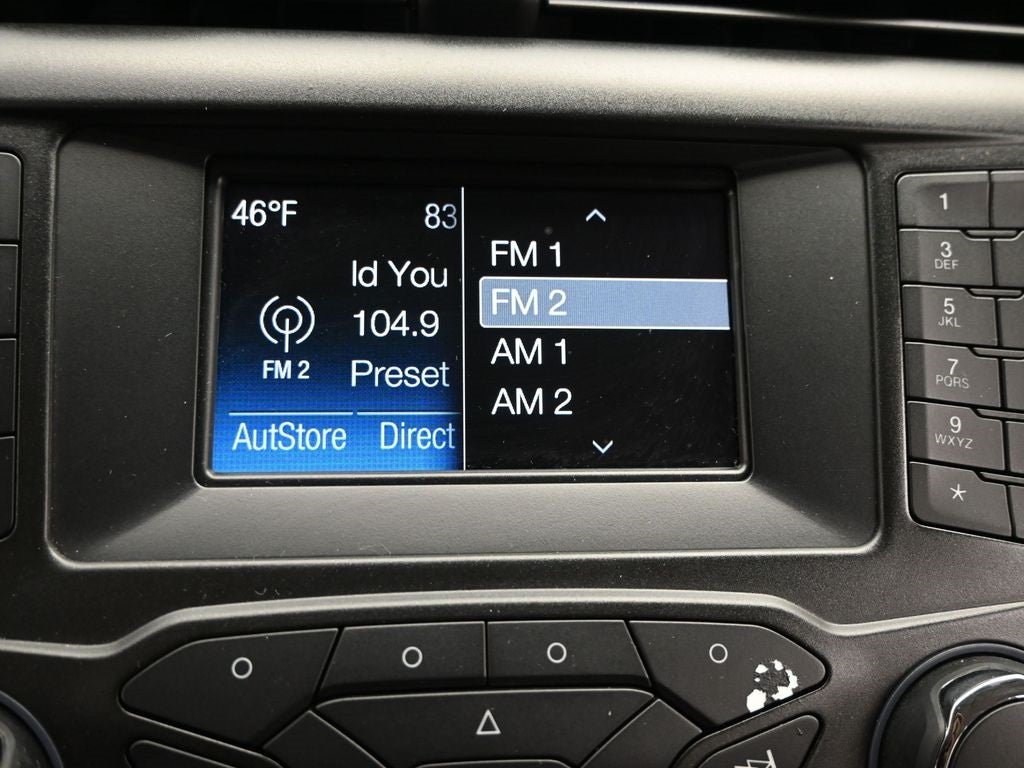 46°F 83
ld You
104.9
FM 2
Preset
AutStore Direct
FM 1
FM 2
AM 1
AM 2
1
3
DEF
5
JKL
7
PQRS
9
WXYZ
*